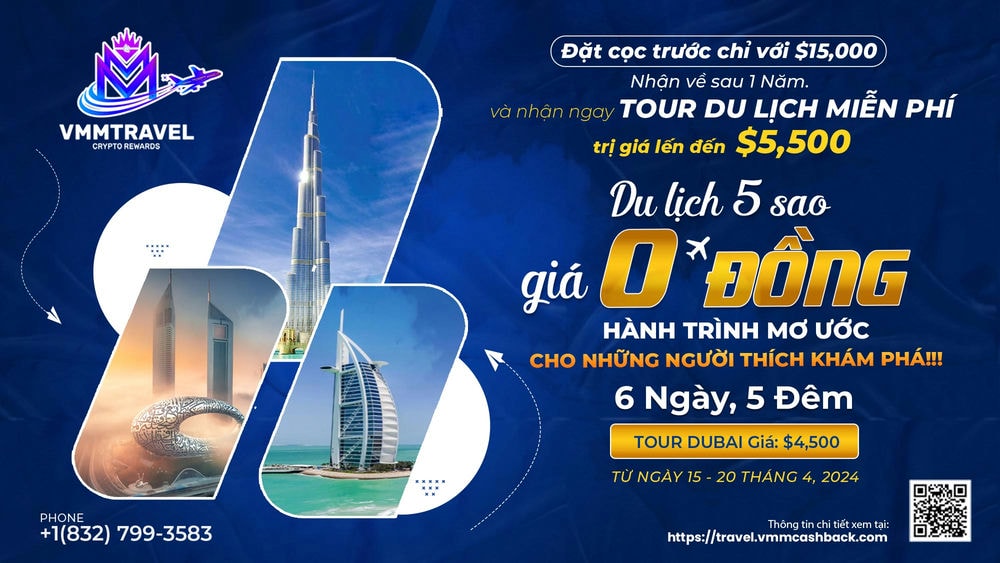 VMMTRAVEL
CRYPTO REWARDS
Đặt cọc trước chỉ với $15,000
Nhận về sau 1 Năm.
và nhận ngay TOUR DU LỊCH MIỄN PHÍ
trị giá lến đến $5,500
Du lịch 5 sao
giá 0 ĐỒNG
HÀNH TRÌNH MƠ ƯỚC
CHO NHỮNG NGƯỜI THÍCH KHÁM PHÁ!!!
6 Ngày, 5 Đêm
TOUR DUBAI Giá: $4,500
TỪ NGÀY 15 - 20 THÁNG 4, 2024
PHONE
+1(832) 799-3583
Thông tin chi tiết xem tại:
https://travel.vmmcashback.com